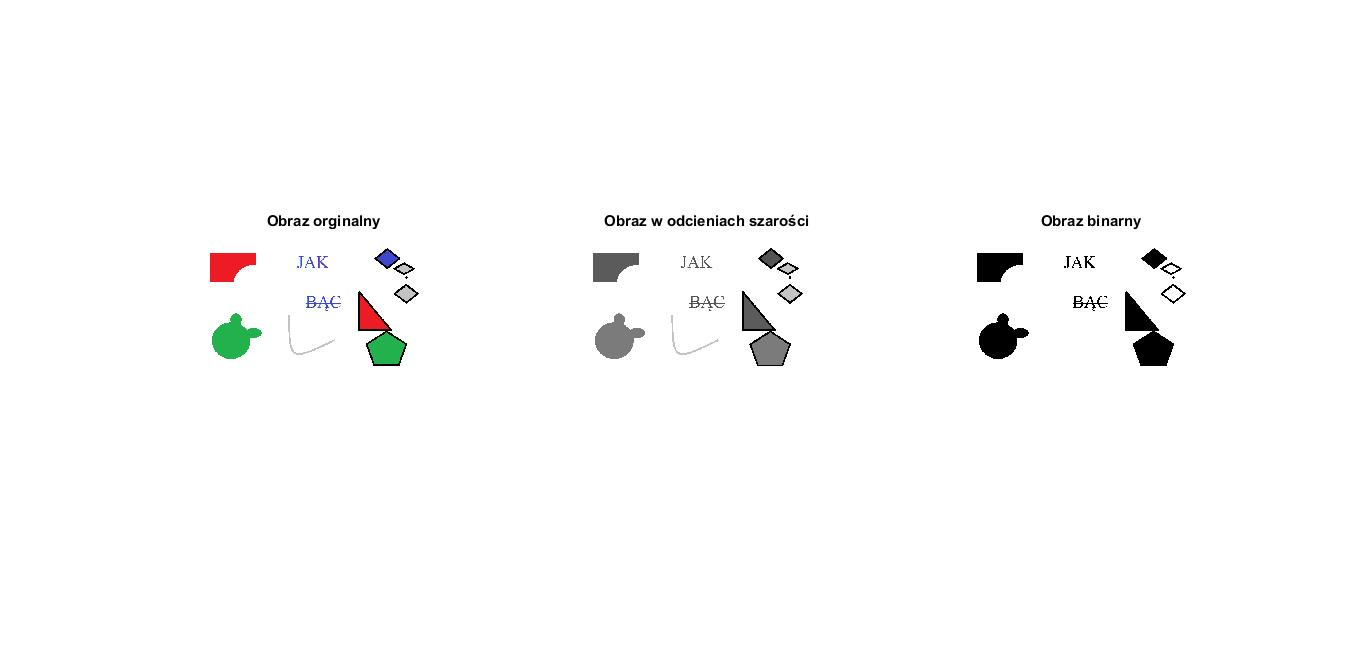 Obraz orginalny
JAK
BĄC
Obraz w odcieniach szarości
JAK
BĄC
Obraz binarny
JAK
BĄC